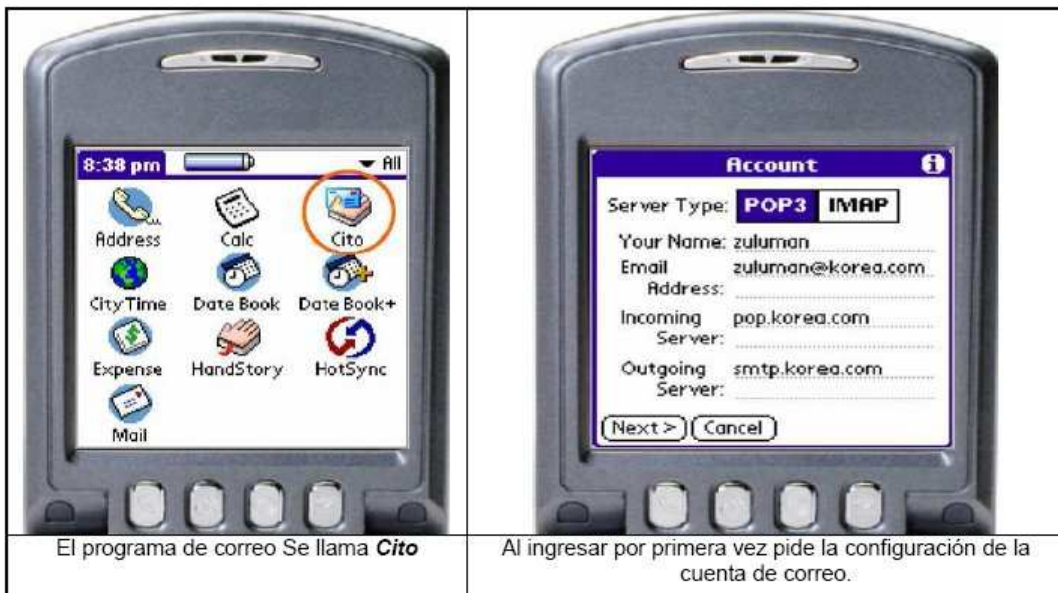 8:38 pm
All
Address
Calc
Cito
CityTime
Date Book
Date Book+
Expense
HandStory
HotSync
Mail
El programa de correo Se llama Cito
Account
Server Type: POP3 IMAP
Your Name: zuluman
Email Address: zuluman@korea.com
Incoming Server: pop.korea.com
Outgoing Server: smtp.korea.com
Next > Cancel
Al ingresar por primera vez pide la configuración de la
cuenta de correo.